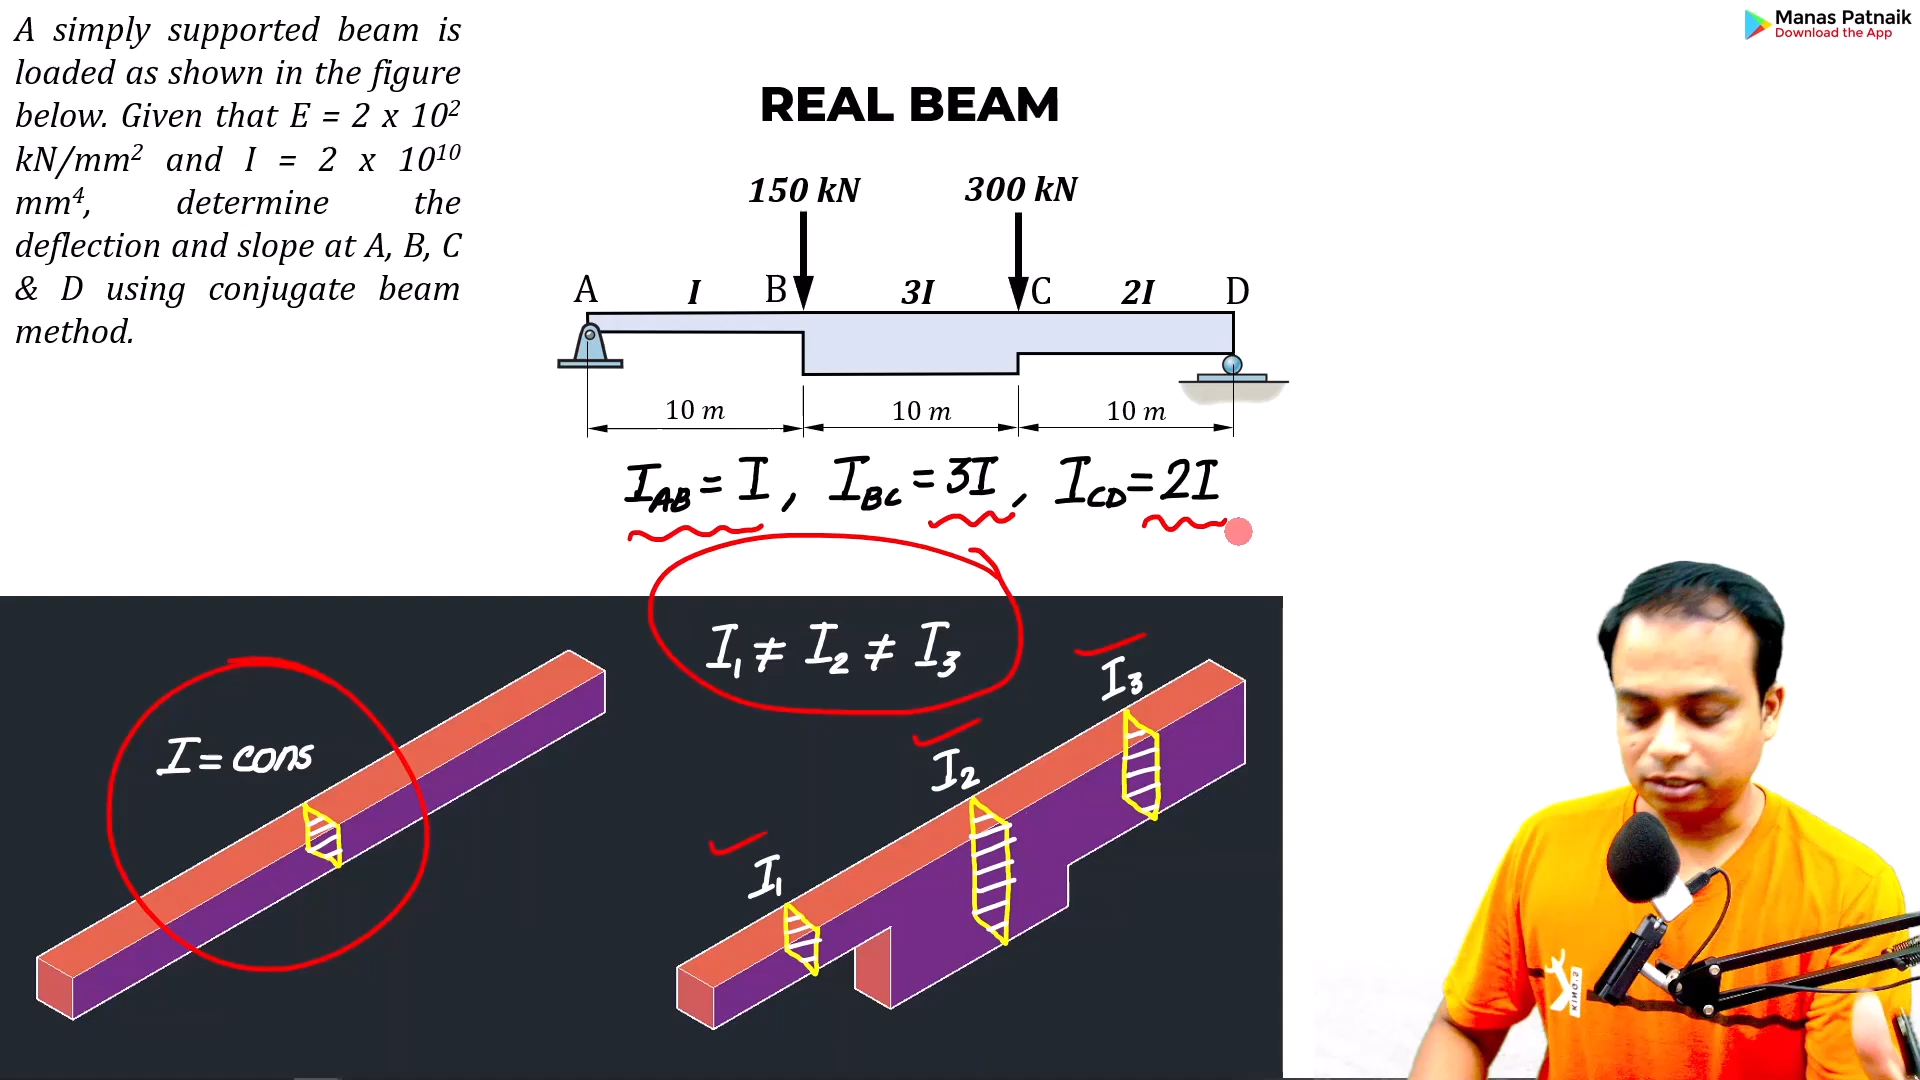 A simply supported beam is
loaded as shown in the figure
below. Given that E = 2 x 10²
kN/mm² and I = 2 x 10¹⁰
mm⁴, determine the
deflection and slope at A, B, C
& D using conjugate beam
method.
Manas Patnaik
Download the App
REAL BEAM
150 kN 300 kN
A I B 3I C 2I D
10 m 10 m 10 m
I_AB = I , I_BC = 3I , I_CD = 2I
I₁ ≠ I₂ ≠ I₃
I = cons
I₃
I₂
I₁